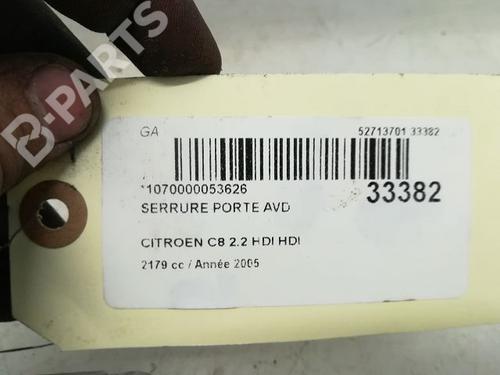 B-PARTS
GA 52713701 33382
*1070000053626 33382
SERRURE PORTE AVD
CITROEN C8 2.2 HDI HDI
2179 cc / Année 2005